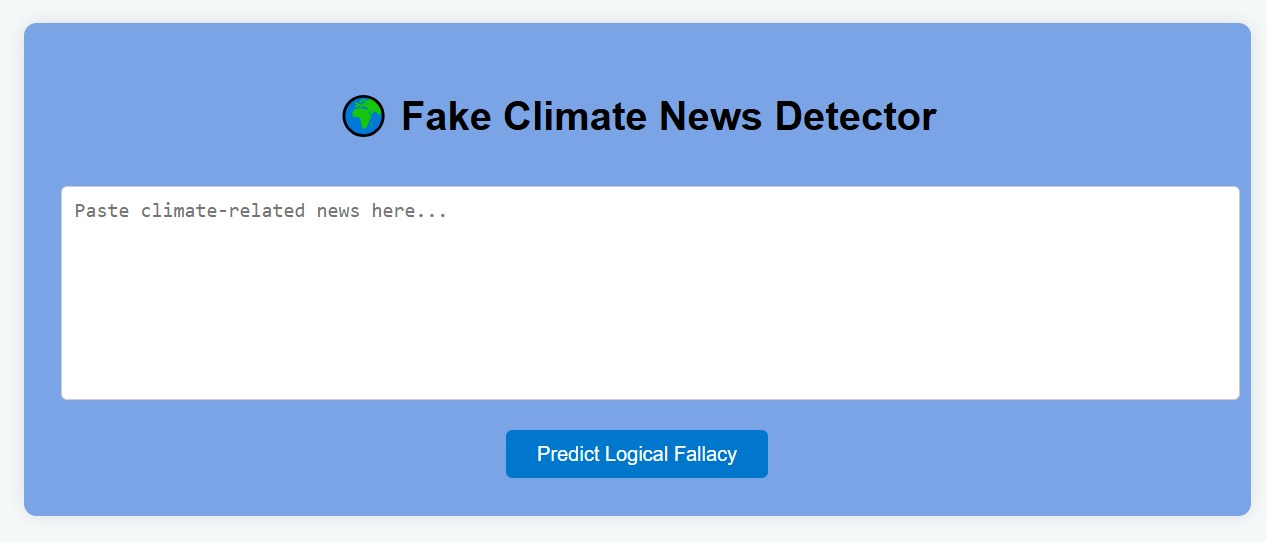 Fake Climate News Detector
Paste climate-related news here...
Predict Logical Fallacy